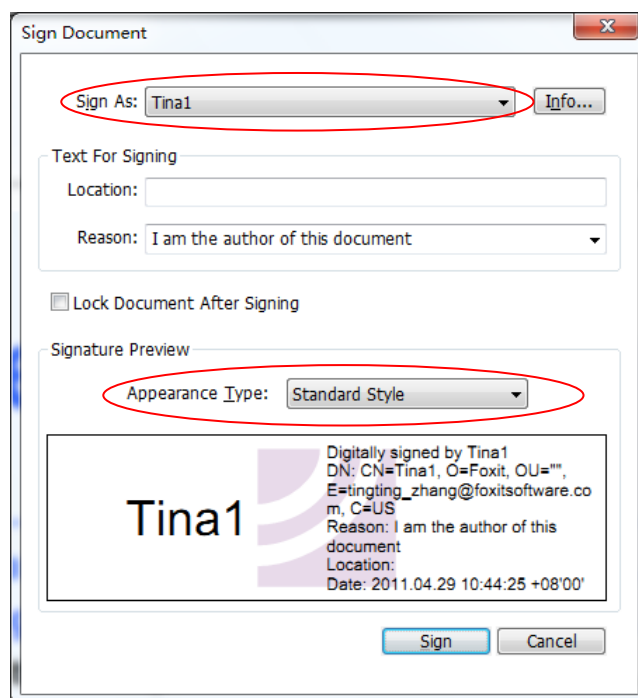 Sign Document
Sign As: Tina1 Info...
Text For Signing
Location:
Reason: I am the author of this document
Lock Document After Signing
Signature Preview
Appearance Type: Standard Style
Tina1
Digitally signed by Tina1
DN: CN=Tina1, O=Foxit, OU="",
E=tingting_zhang@foxitsoftware.co
m, C=US
Reason: I am the author of this
document
Location:
Date: 2011.04.29 10:44:25 +08'00'
Sign Cancel